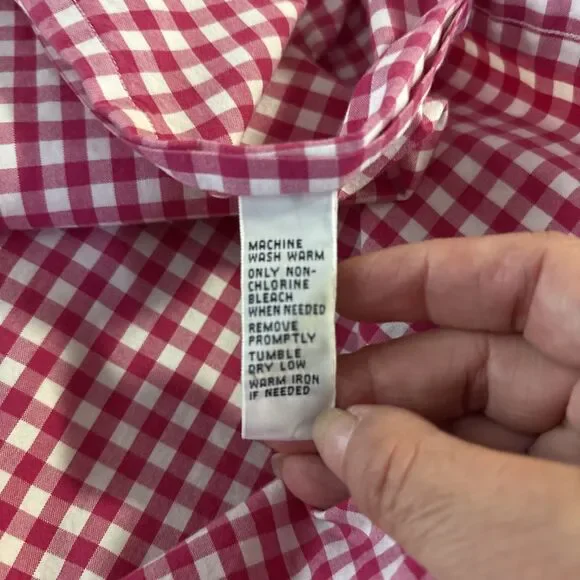 MACHINE
WASH WARM
ONLY NON-
CHLORINE
BLEACH
WHEN NEEDED
REMOVE
PROMPTLY
TUMBLE
DRY LOW
WARM IRON
IF NEEDED